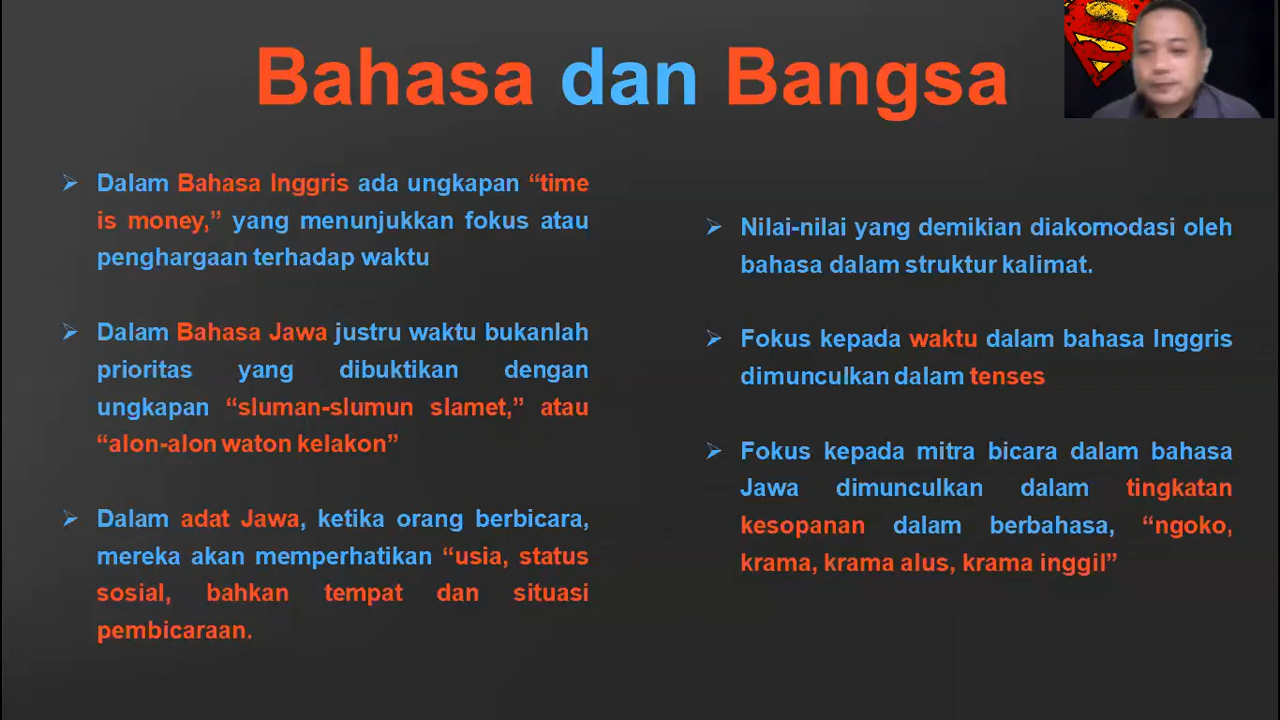 Bahasa dan Bangsa
➢ Dalam Bahasa Inggris ada ungkapan “time
is money,” yang menunjukkan fokus atau
penghargaan terhadap waktu
➢ Dalam Bahasa Jawa justru waktu bukanlah
prioritas yang dibuktikan dengan
ungkapan “sluman-slumun slamet,” atau
“alon-alon waton kelakon”
➢ Dalam adat Jawa, ketika orang berbicara,
mereka akan memperhatikan “usia, status
sosial, bahkan tempat dan situasi
pembicaraan.
➢ Nilai-nilai yang demikian diakomodasi oleh
bahasa dalam struktur kalimat.
➢ Fokus kepada waktu dalam bahasa Inggris
dimunculkan dalam tenses
➢ Fokus kepada mitra bicara dalam bahasa
Jawa dimunculkan dalam tingkatan
kesopanan dalam berbahasa, “ngoko,
krama, krama alus, krama inggil”